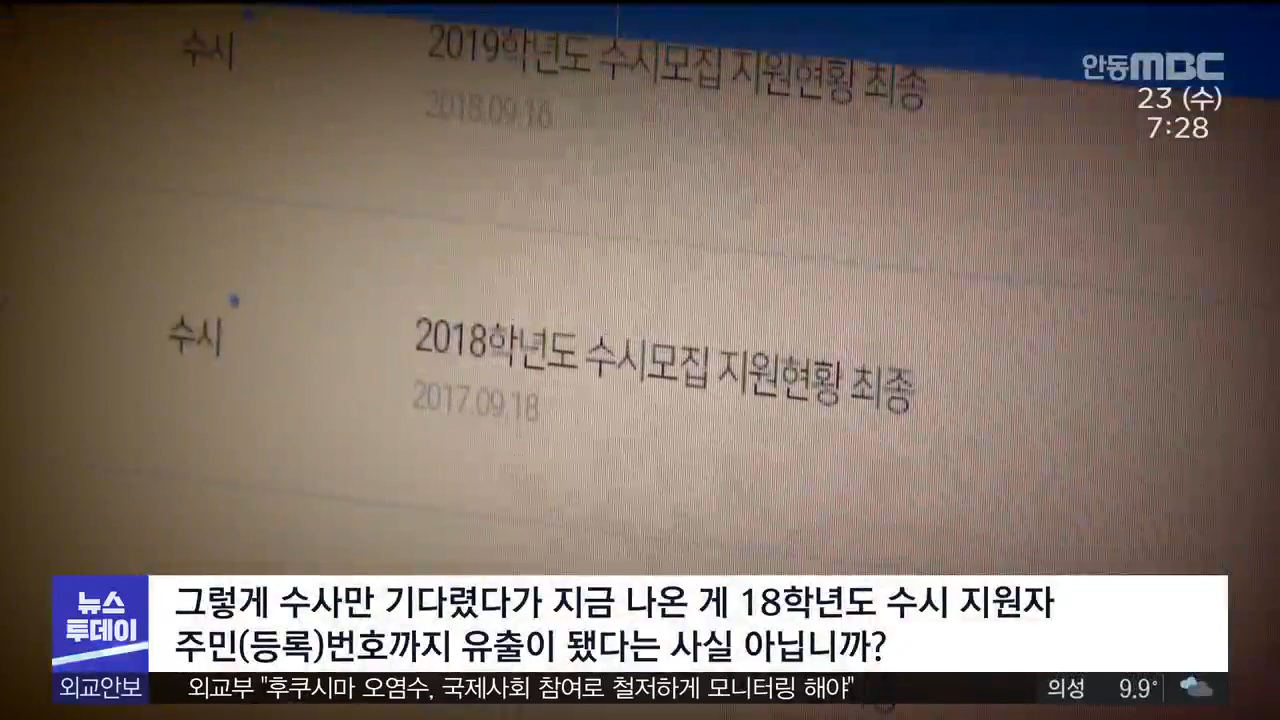 수시
2019학년도 수시모집 지원현황 최종
2018.09.18
안동MBC
23 (수)
7:28
수시
2018학년도 수시모집 지원현황 최종
2017.09.18
뉴스
투데이
그렇게 수사만 기다렸다가 지금 나온 게 18학년도 수시 지원자
주민(등록)번호까지 유출이 됐다는 사실 아닙니까?
외교안보
외교부 "후쿠시마 오염수, 국제사회 참여로 철저하게 모니터링 해야"
의성 9.9°